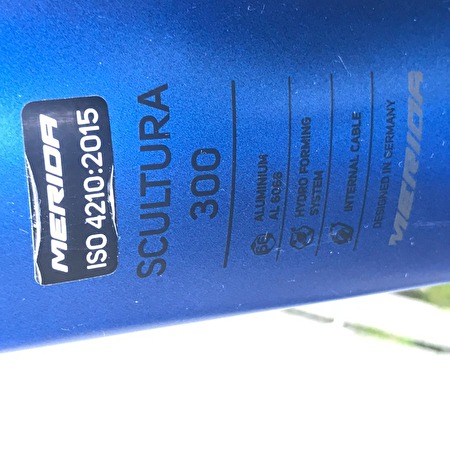 MERIDA
ISO 4210:2015
SCULTURA
300
ALUMINIUM
AL 6066
HYDRO FORMING
SYSTEM
INTERNAL CABLE
DESIGNED IN GERMANY
MERIDA